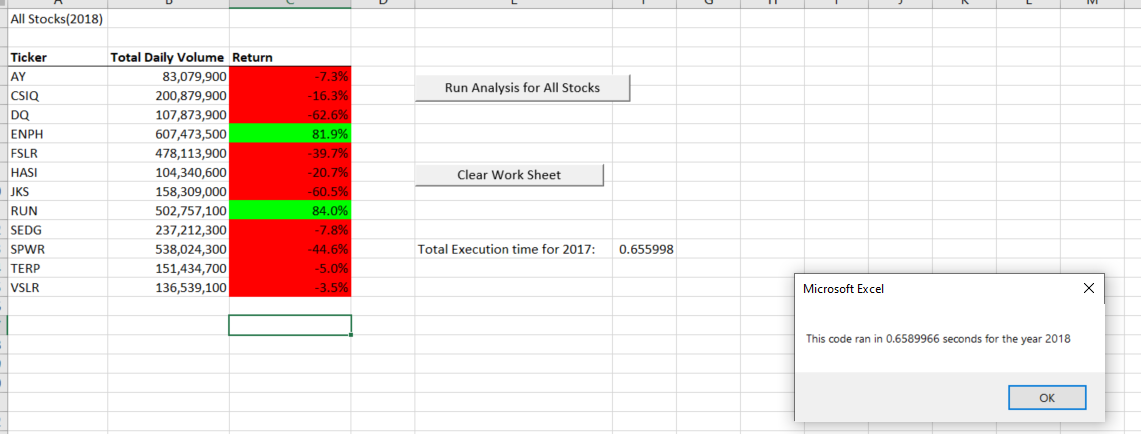 A B C D E F G H I J K L M
All Stocks(2018)
Ticker Total Daily Volume Return
AY 83,079,900 -7.3%
Run Analysis for All Stocks
CSIQ 200,879,900 -16.3%
DQ 107,873,900 -62.6%
ENPH 607,473,500 81.9%
FSLR 478,113,900 -39.7%
HASI 104,340,600 -20.7%
Clear Work Sheet
JKS 158,309,000 -60.5%
RUN 502,757,100 84.0%
SEDG 237,212,300 -7.8%
SPWR 538,024,300 -44.6% Total Execution time for 2017: 0.655998
TERP 151,434,700 -5.0%
VSLR 136,539,100 -3.5%
Microsoft Excel
This code ran in 0.6589966 seconds for the year 2018
OK